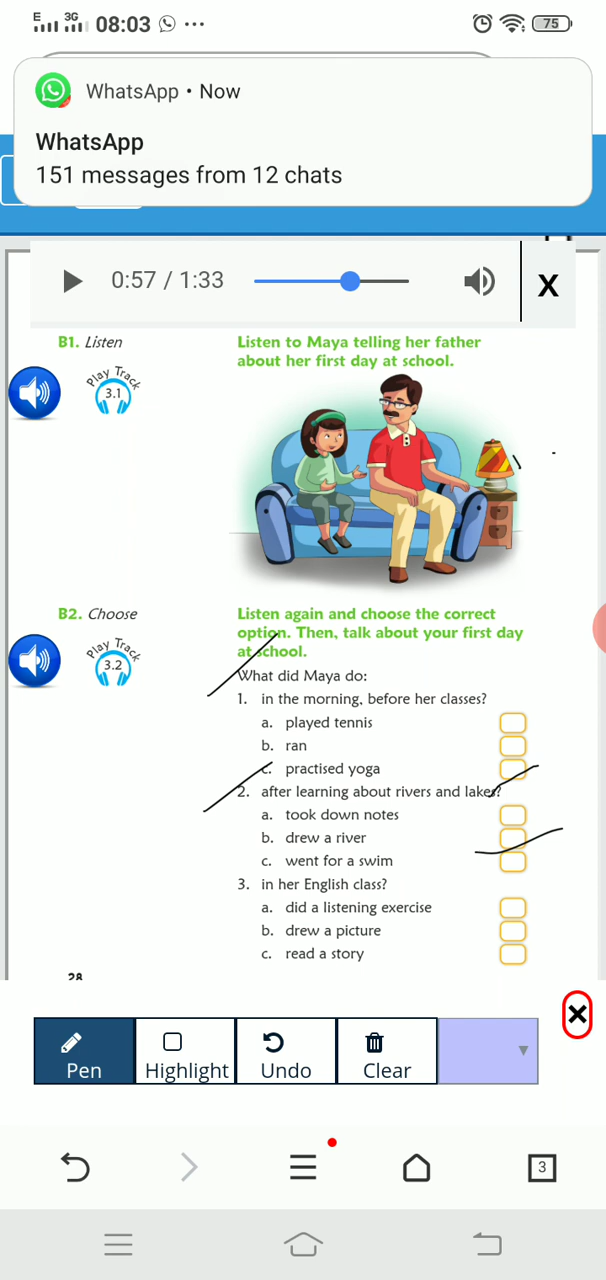 E 3G 08:03 75
WhatsApp • Now
WhatsApp
151 messages from 12 chats
0:57 / 1:33 X
B1. Listen
Listen to Maya telling her father
about her first day at school.
Play Track
3.1
B2. Choose
Listen again and choose the correct
option. Then, talk about your first day
at school.
Play Track
3.2
What did Maya do:
1. in the morning, before her classes?
a. played tennis
b. ran
c. practised yoga
2. after learning about rivers and lakes?
a. took down notes
b. drew a river
c. went for a swim
3. in her English class?
a. did a listening exercise
b. drew a picture
c. read a story
28
Pen Highlight Undo Clear
3